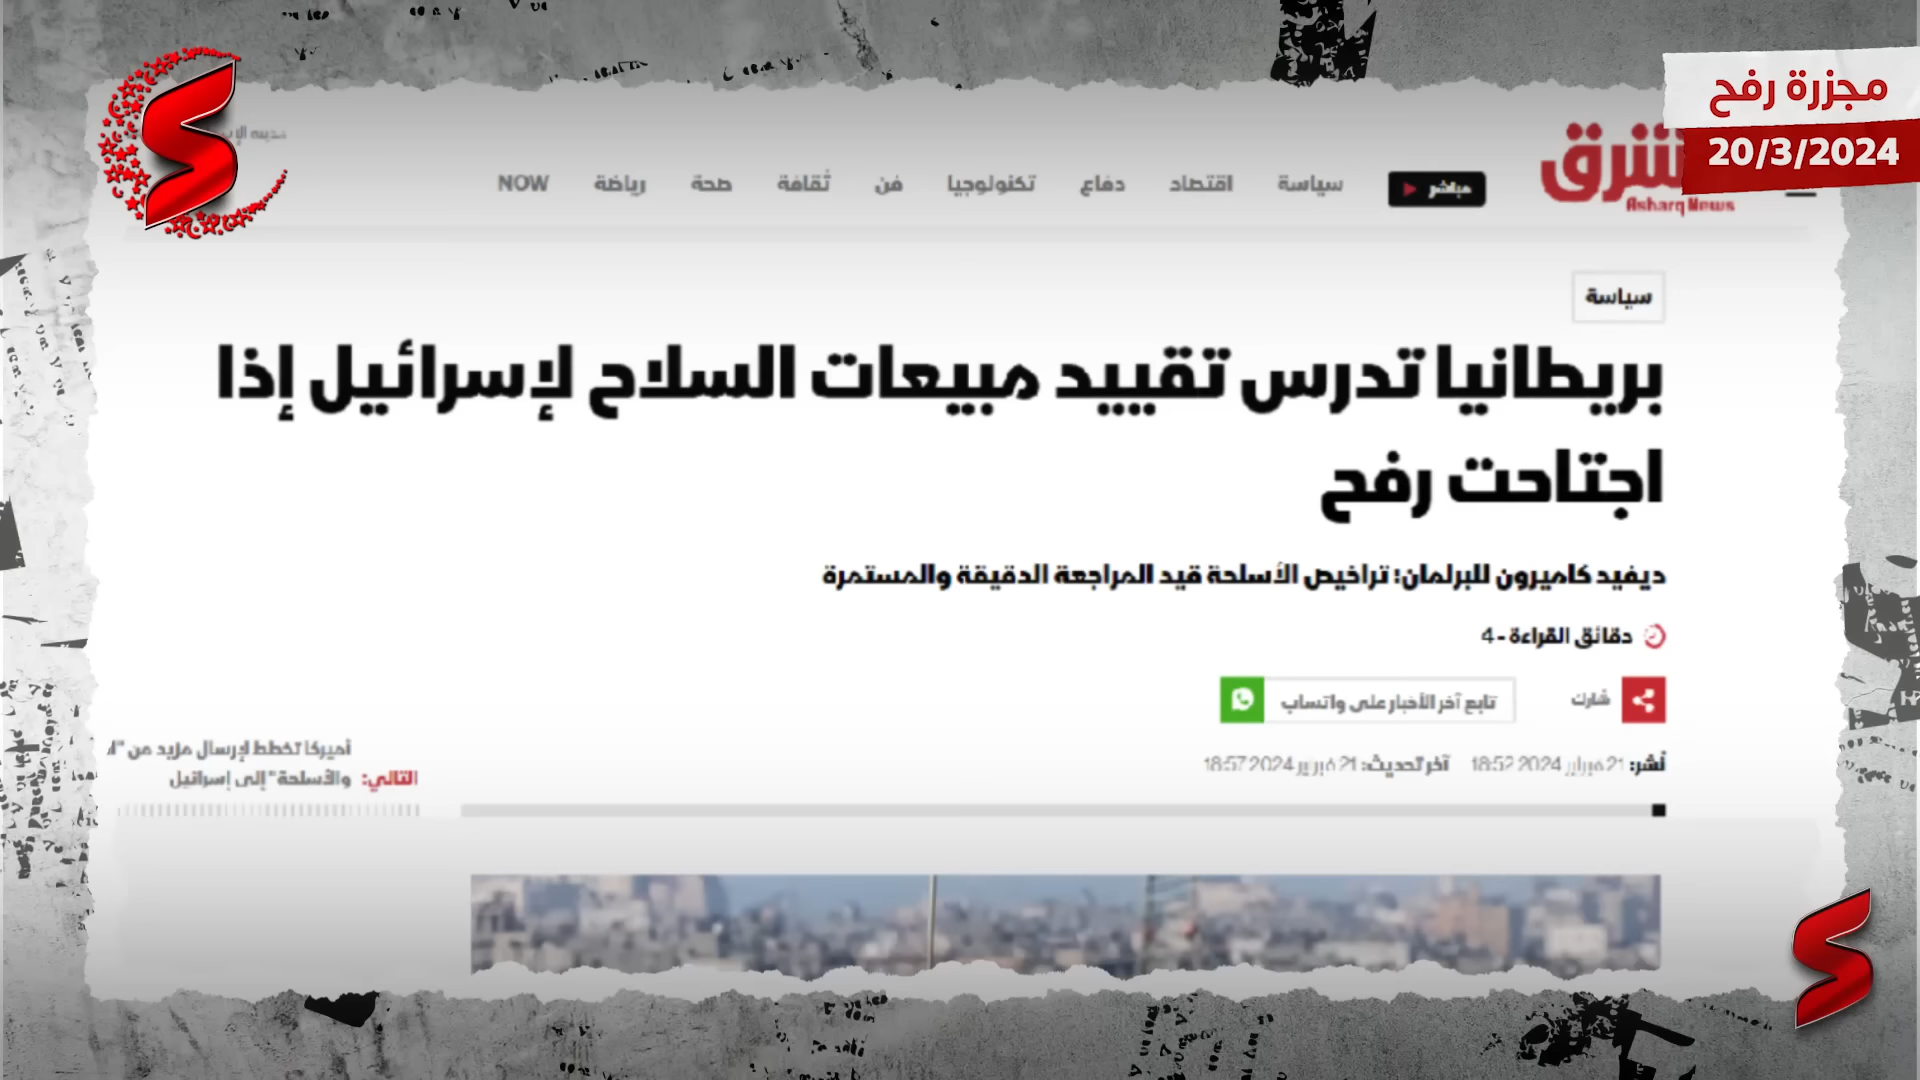 مجزرة رفح
20/3/2024
شرق
Asharq News
مباشر
سياسة
اقتصاد
دفاع
تكنولوجيا
فن
ثقافة
صحة
رياضة
NOW
سياسة
بريطانيا تدرس تقييد مبيعات السلاح لإسرائيل إذا
اجتاحت رفح
ديفيد كاميرون للبرلمان: تراخيص الأسلحة قيد المراجعة الدقيقة والمستمرة
دقائق القراءة - 4
شارك
تابع آخر الأخبار على واتساب
نُشر: 21 فبراير 2024 18:52 آخر تحديث: 21 فبراير 2024 18:57
أميركا تخطط لإرسال مزيد من
التالي: والأسلحة" إلى إسرائيل